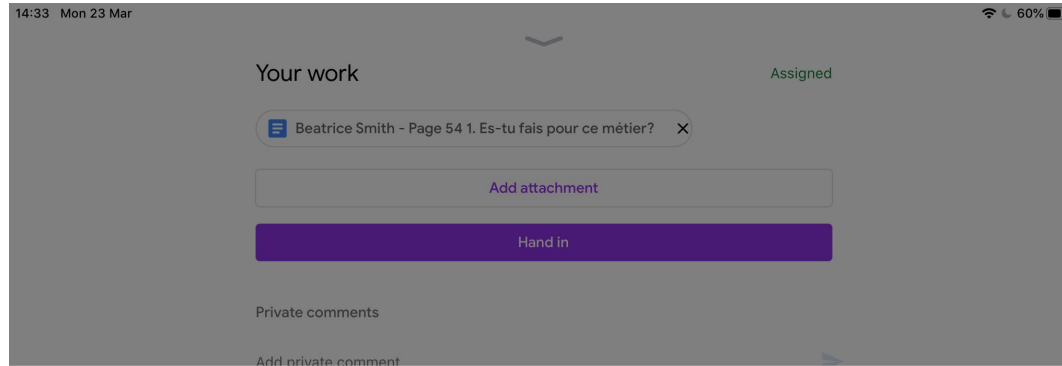 14:33 Mon 23 Mar 60%
Your work Assigned
Beatrice Smith - Page 54 1. Es-tu fais pour ce métier?
Add attachment
Hand in
Private comments
Add private comment